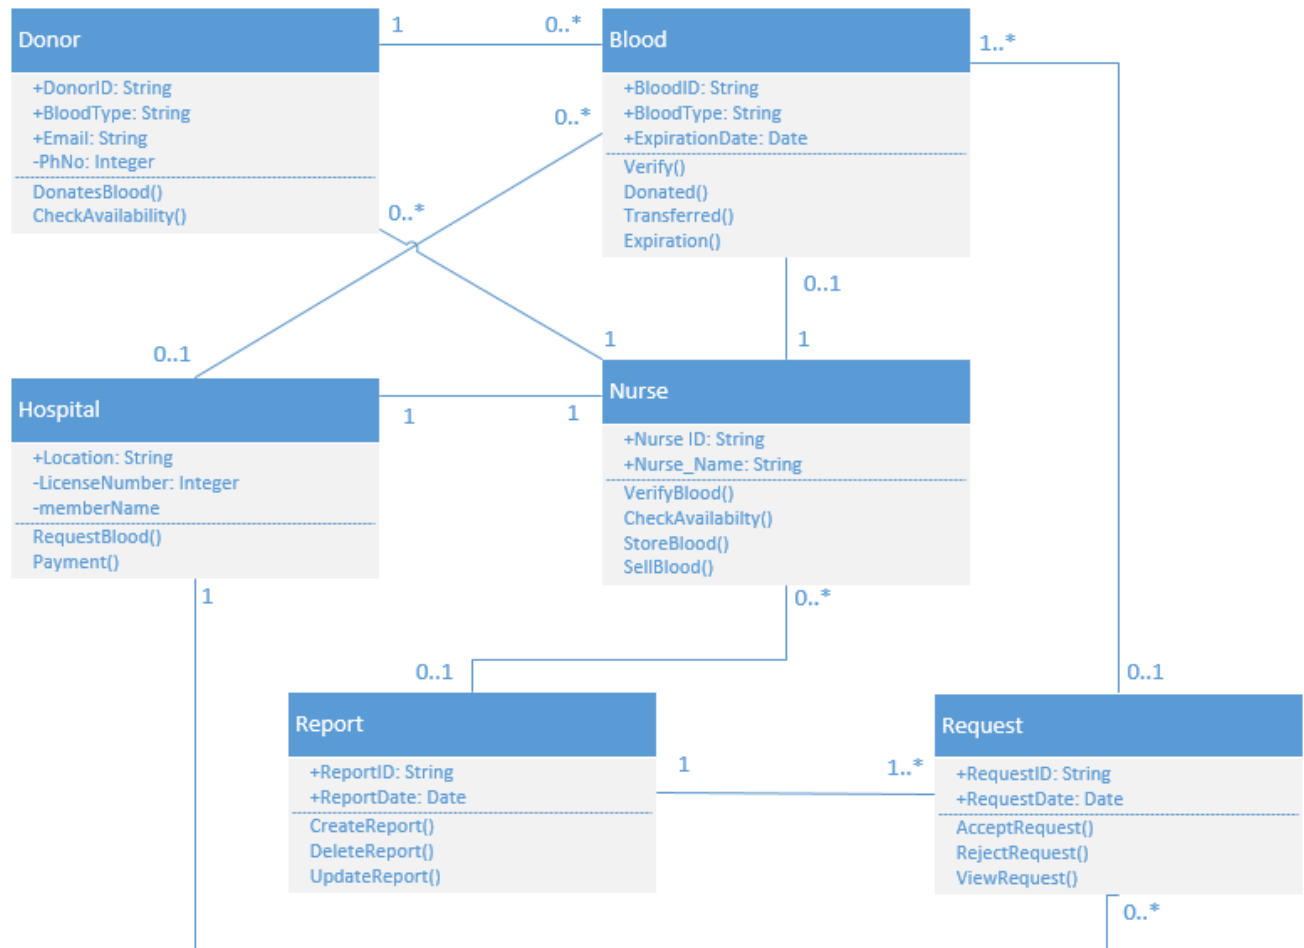 Donor
+DonorID: String
+BloodType: String
+Email: String
-PhNo: Integer
DonatesBlood()
CheckAvailability()
1
0..*
Blood
+BloodID: String
+BloodType: String
+ExpirationDate: Date
Verify()
Donated()
Transferred()
Expiration()
1..*
0..*
0..*
0..1
0..1
1
1
Hospital
+Location: String
-LicenseNumber: Integer
-memberName
RequestBlood()
Payment()
1
1
Nurse
+Nurse ID: String
+Nurse_Name: String
VerifyBlood()
CheckAvailabilty()
StoreBlood()
SellBlood()
1
0..*
0..1
0..1
Report
+ReportID: String
+ReportDate: Date
CreateReport()
DeleteReport()
UpdateReport()
1
1..*
Request
+RequestID: String
+RequestDate: Date
AcceptRequest()
RejectRequest()
ViewRequest()
0..*